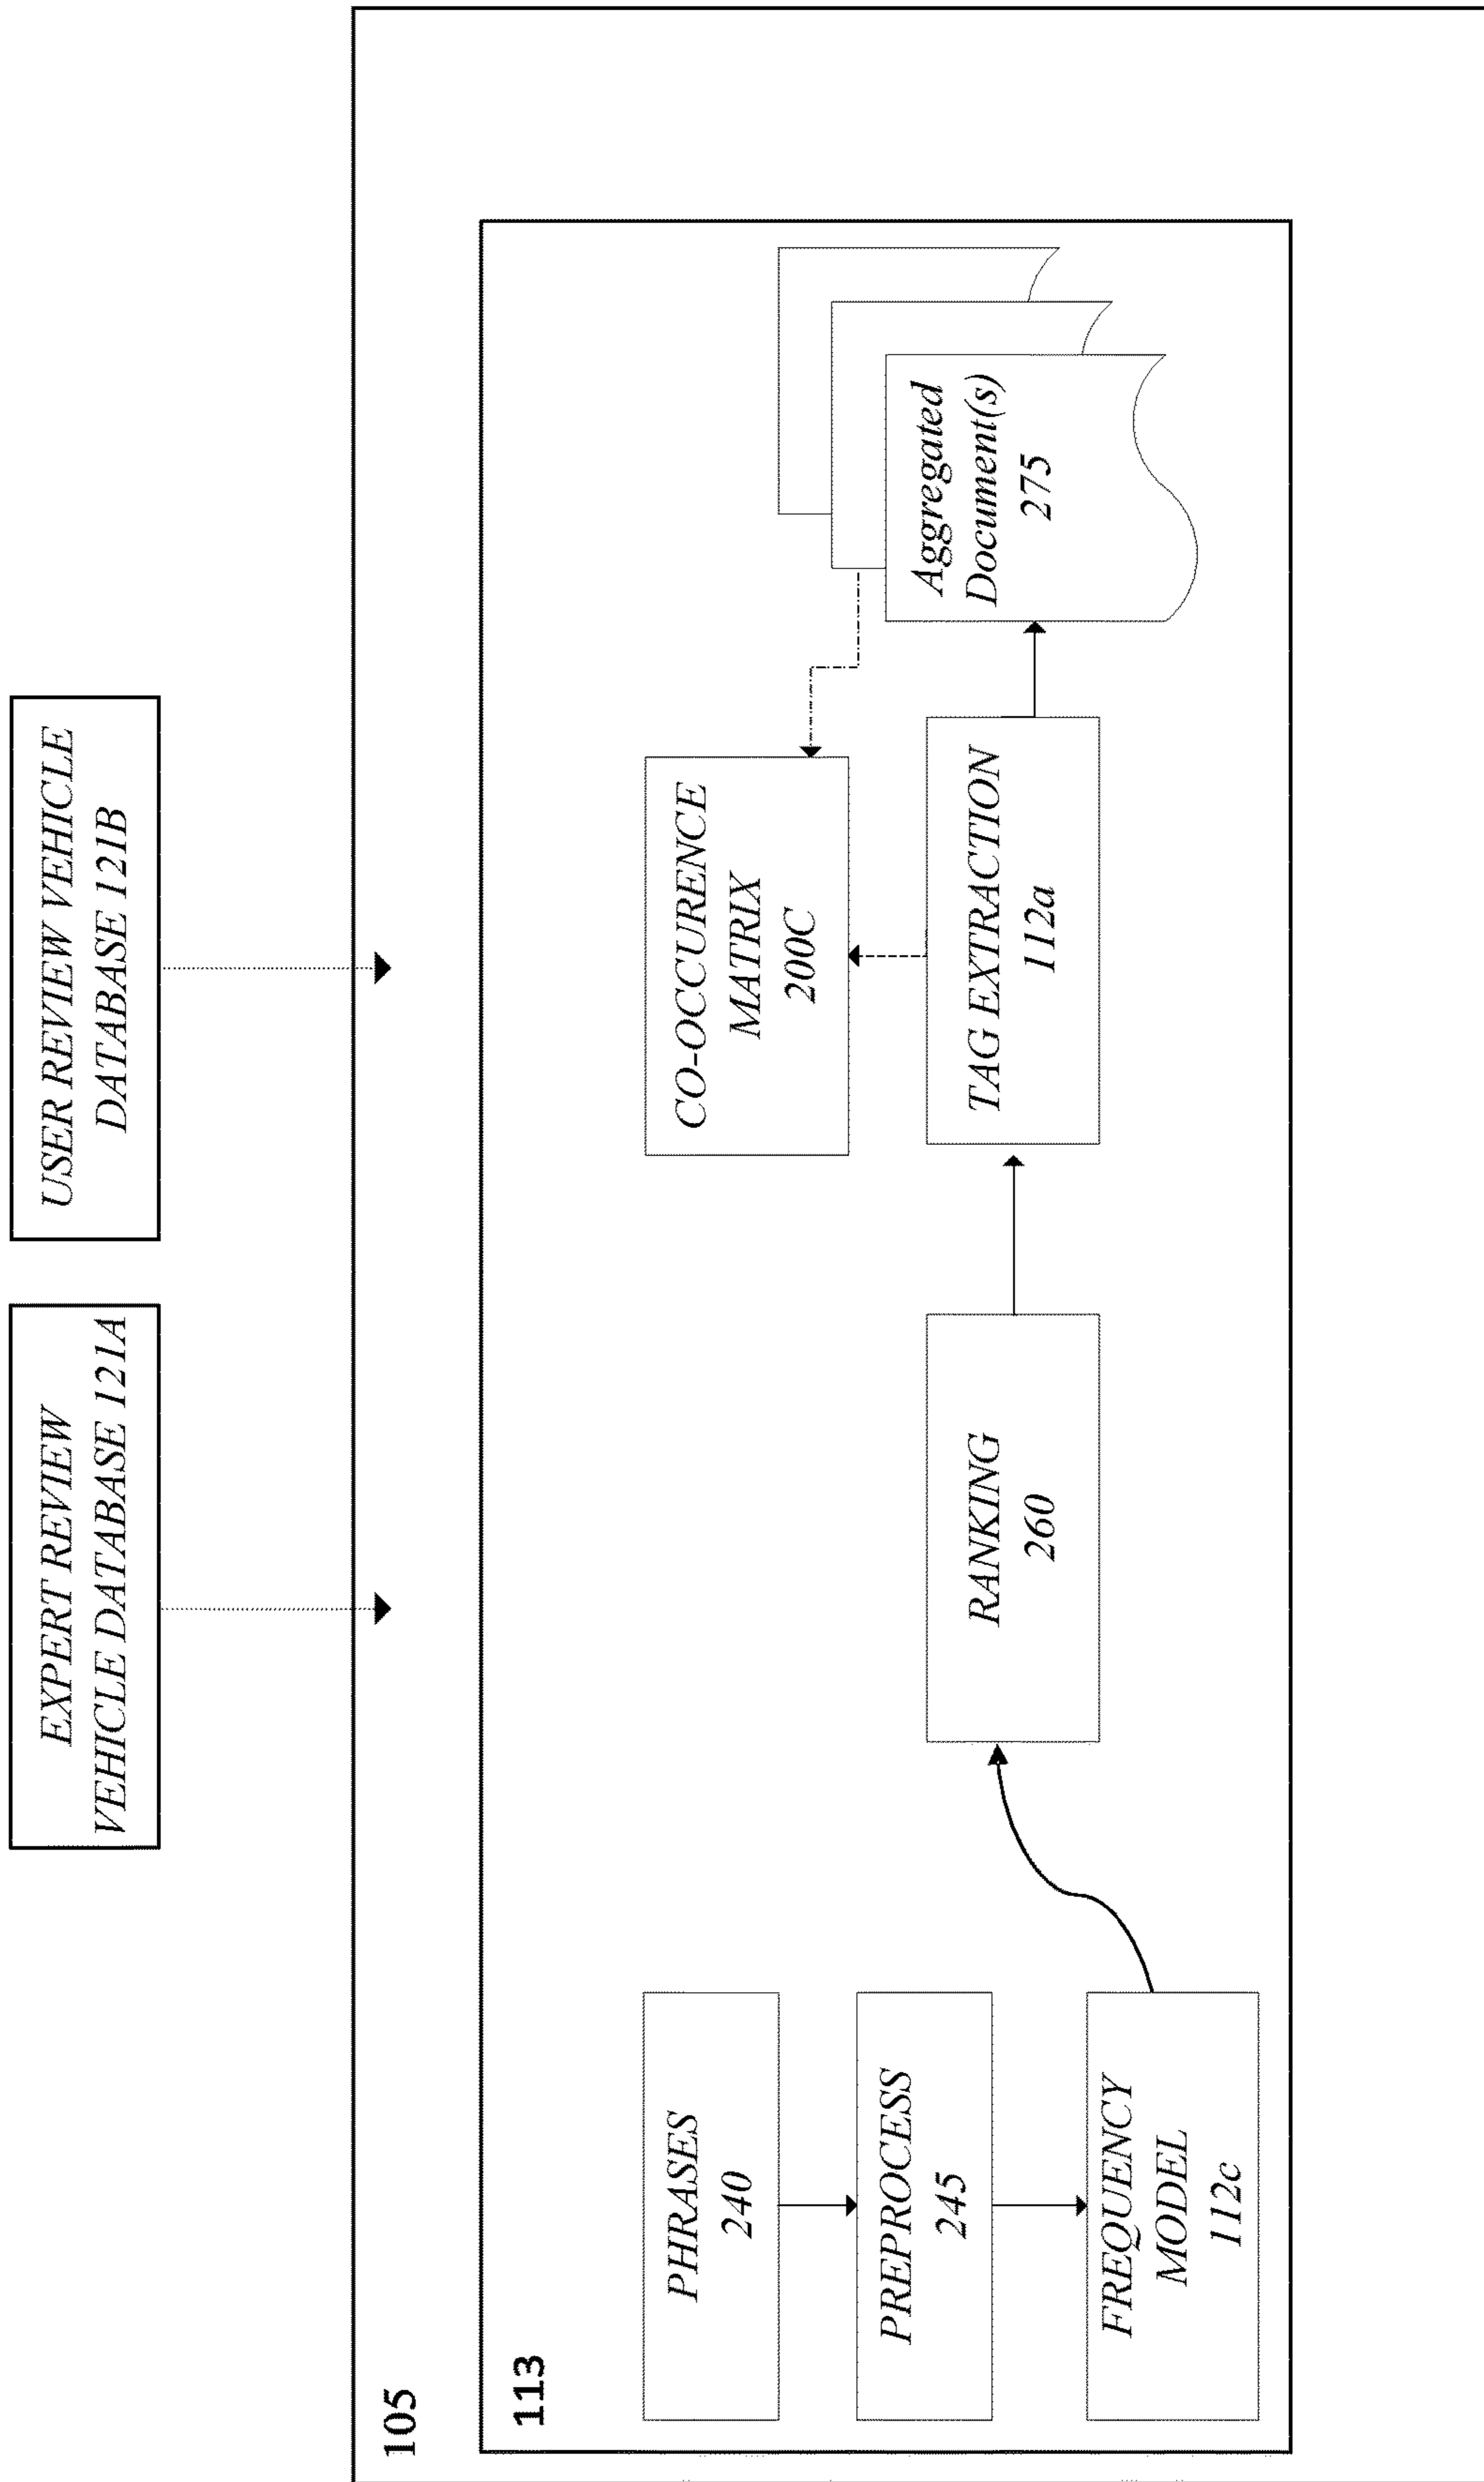 EXPERT REVIEW
VEHICLE DATABASE 121A
USER REVIEW VEHICLE
DATABASE 121B
105
113
PHRASES
240
PREPROCESS
245
FREQUENCY
MODEL
112c
RANKING
260
CO-OCCURENCE
MATRIX
200C
TAG EXTRACTION
112a
Aggregated
Document(s)
275